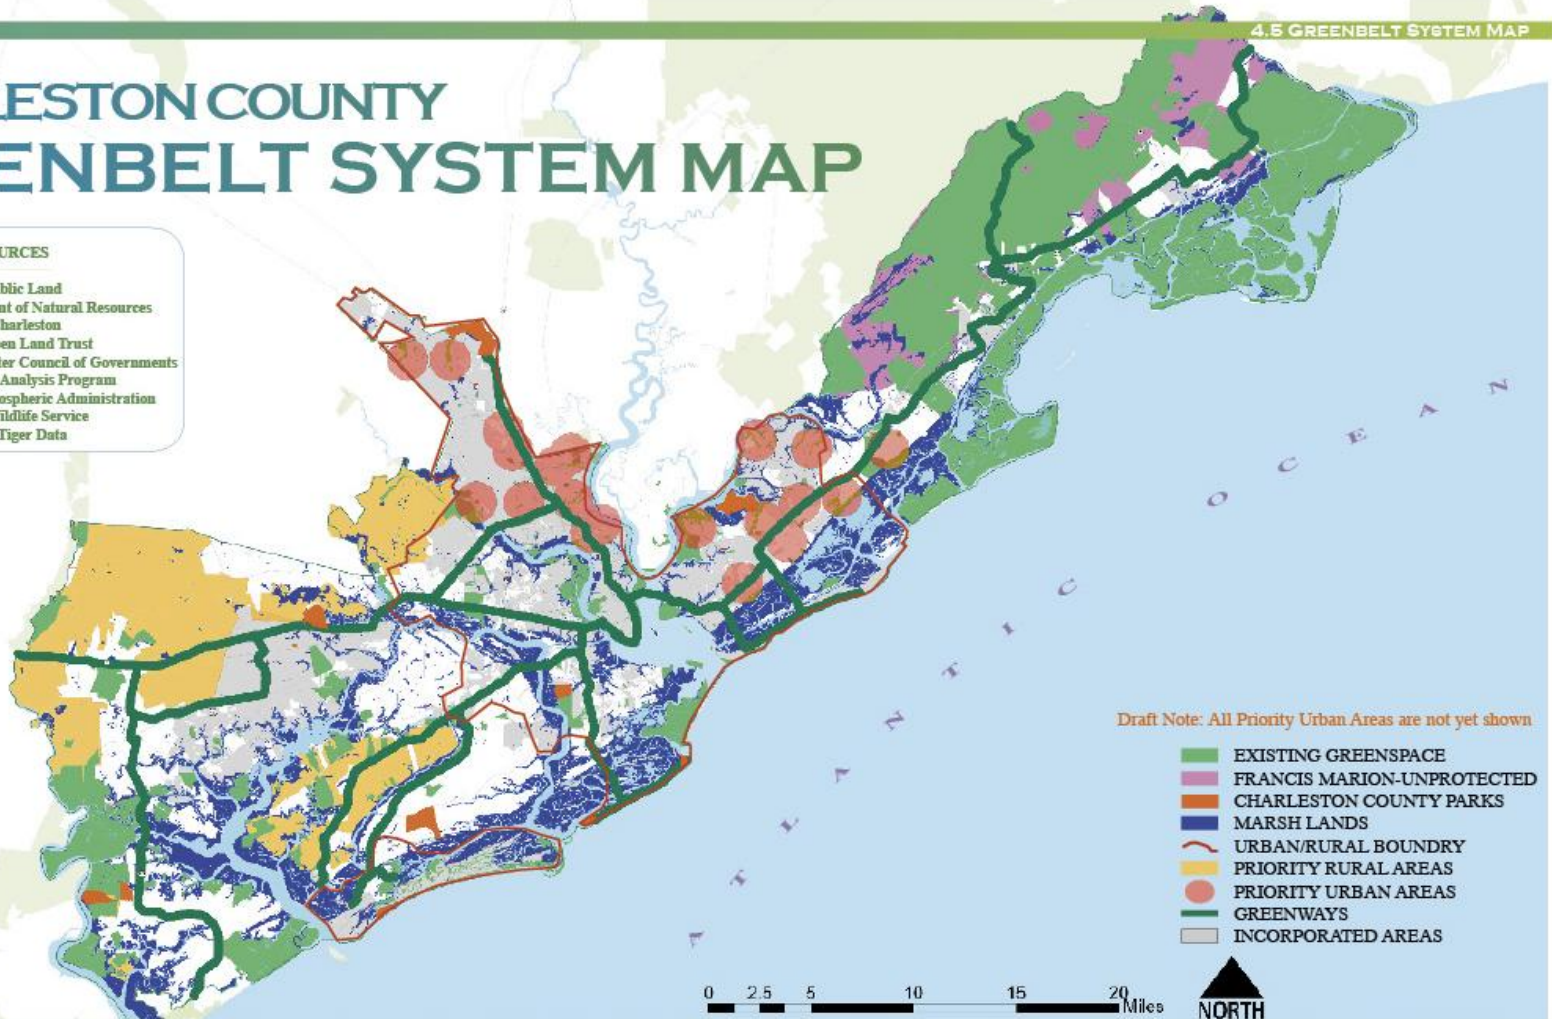 4.5 GREENBELT SYSTEM MAP
LESTON COUNTY
ENBELT SYSTEM MAP
URCES
blic Land
nt of Natural Resources
harleston
en Land Trust
ter Council of Governments
Analysis Program
ospheric Administration
ildlife Service
Tiger Data
ATLANTIC OCEAN
Draft Note: All Priority Urban Areas are not yet shown
EXISTING GREENSPACE
FRANCIS MARION-UNPROTECTED
CHARLESTON COUNTY PARKS
MARSH LANDS
URBAN/RURAL BOUNDRY
PRIORITY RURAL AREAS
PRIORITY URBAN AREAS
GREENWAYS
INCORPORATED AREAS
0 2.5 5 10 15 20 Miles
NORTH